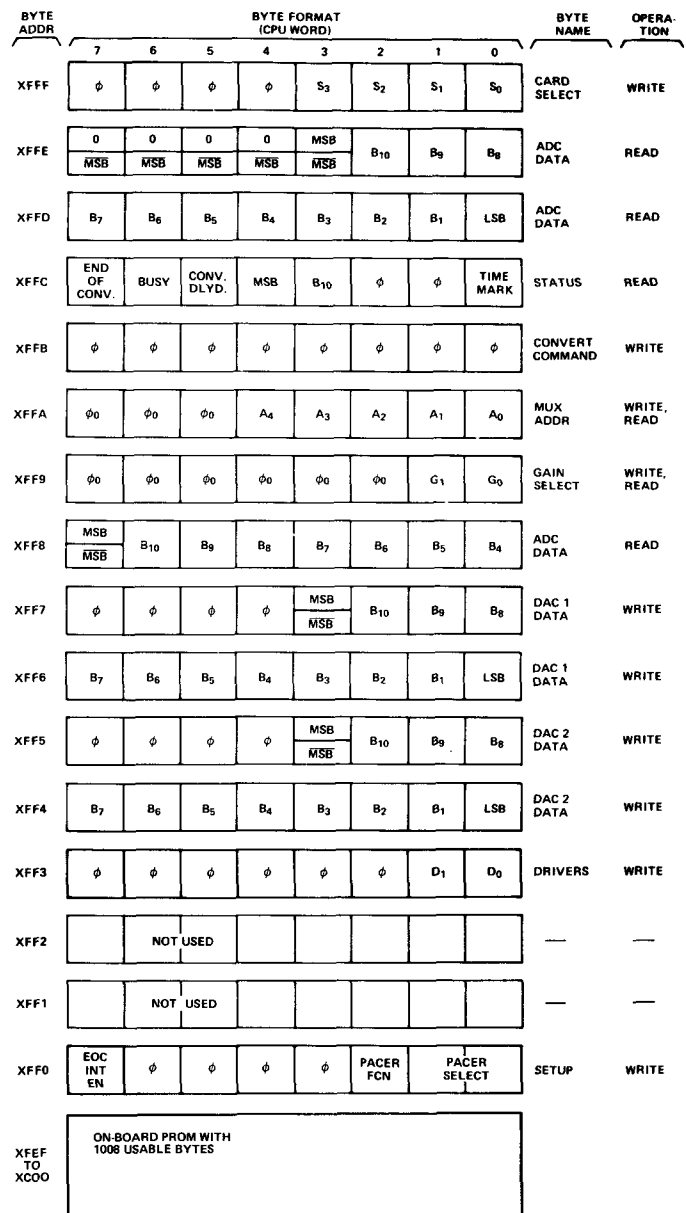 BYTE ADDR BYTE FORMAT (CPU WORD) BYTE NAME OPERA- TION
7 6 5 4 3 2 1 0
XFFF φ φ φ φ S3 S2 S1 S0 CARD SELECT WRITE
XFFE 0 0 0 0 MSB B10 B9 B8 ADC DATA READ
M̅S̅B̅ M̅S̅B̅ M̅S̅B̅ M̅S̅B̅ M̅S̅B̅
XFFD B7 B6 B5 B4 B3 B2 B1 LSB ADC DATA READ
XFFC END OF CONV. BUSY CONV. DLYD. MSB B10 φ φ TIME MARK STATUS READ
XFFB φ φ φ φ φ φ φ φ CONVERT COMMAND WRITE
XFFA φ0 φ0 φ0 A4 A3 A2 A1 A0 MUX ADDR WRITE, READ
XFF9 φ0 φ0 φ0 φ0 φ0 φ0 G1 G0 GAIN SELECT WRITE, READ
XFF8 MSB B10 B9 B8 B7 B6 B5 B4 ADC DATA READ
M̅S̅B̅
XFF7 φ φ φ φ MSB B10 B9 B8 DAC 1 DATA WRITE
M̅S̅B̅
XFF6 B7 B6 B5 B4 B3 B2 B1 LSB DAC 1 DATA WRITE
XFF5 φ φ φ φ MSB B10 B9 B8 DAC 2 DATA WRITE
M̅S̅B̅
XFF4 B7 B6 B5 B4 B3 B2 B1 LSB DAC 2 DATA WRITE
XFF3 φ φ φ φ φ φ D1 D0 DRIVERS WRITE
XFF2 NOT USED — —
XFF1 NOT USED — —
XFF0 EOC INT EN φ φ φ φ PACER FCN PACER SELECT SETUP WRITE
XFEF TO XCOO ON-BOARD PROM WITH
1008 USABLE BYTES